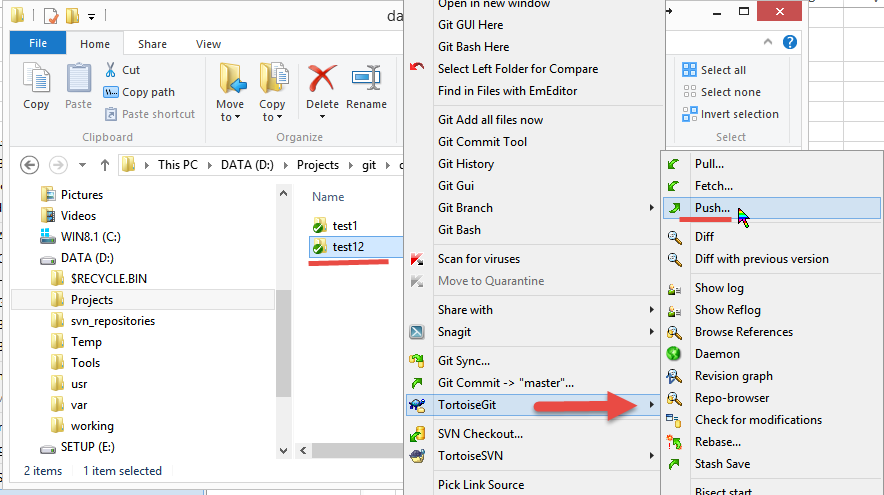 da
File
Home
Share
View
Copy
Paste
Cut
Copy path
Paste shortcut
Clipboard
Move to
Copy to
Delete
Rename
Organize
Select all
Select none
Invert selection
Select
This PC
DATA (D:)
Projects
git
Pictures
Videos
WIN8.1 (C:)
DATA (D:)
$RECYCLE.BIN
Projects
svn_repositories
Temp
Tools
usr
var
working
SETUP (E:)
Name
test1
test12
2 items
1 item selected
Open in new window
Git GUI Here
Git Bash Here
Select Left Folder for Compare
Find in Files with EmEditor
Git Add all files now
Git Commit Tool
Git History
Git Gui
Git Branch
Git Bash
Scan for viruses
Move to Quarantine
Share with
Snagit
Git Sync...
Git Commit -> "master"...
TortoiseGit
SVN Checkout...
TortoiseSVN
Pick Link Source
Pull...
Fetch...
Push...
Diff
Diff with previous version
Show log
Show Reflog
Browse References
Daemon
Revision graph
Repo-browser
Check for modifications
Rebase...
Stash Save
Bisect start